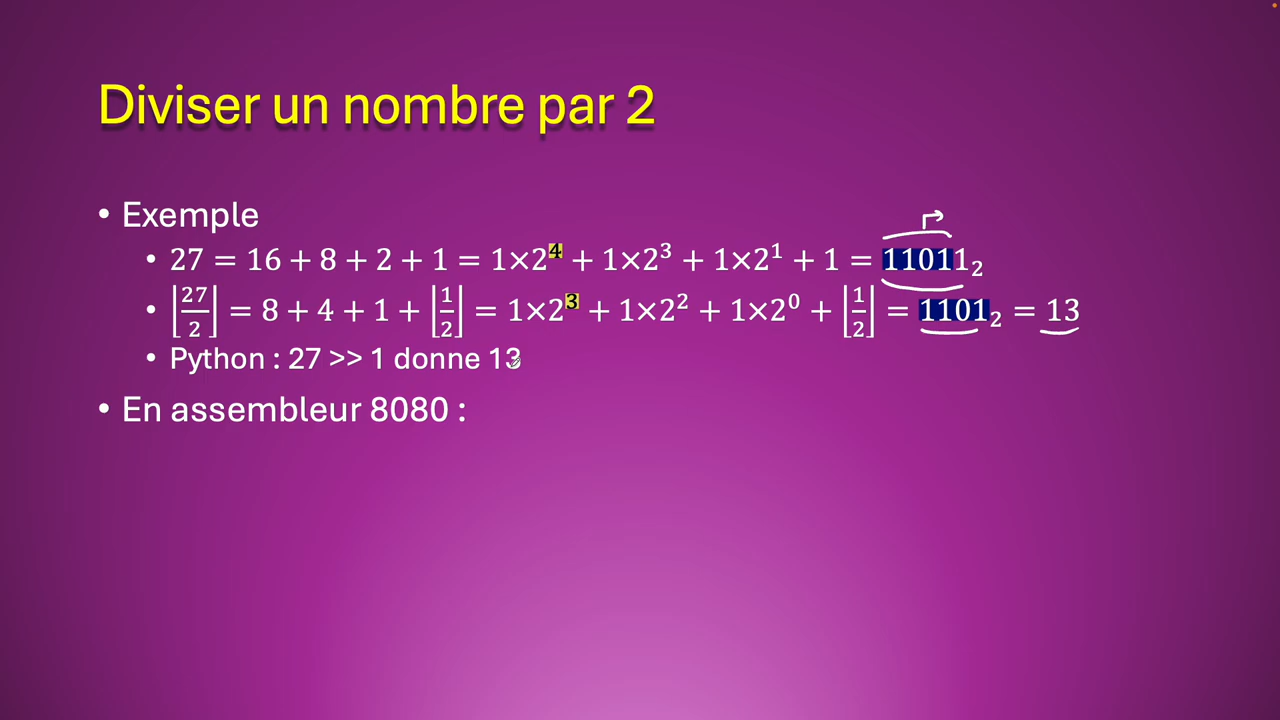 Diviser un nombre par 2
• Exemple
• 27 = 16 + 8 + 2 + 1 = 1×2⁴ + 1×2³ + 1×2¹ + 1 = 11011₂
• ⌊27/2⌋ = 8 + 4 + 1 + ⌊1/2⌋ = 1×2³ + 1×2² + 1×2⁰ + ⌊1/2⌋ = 1101₂ = 13
• Python : 27 >> 1 donne 13
• En assembleur 8080 :